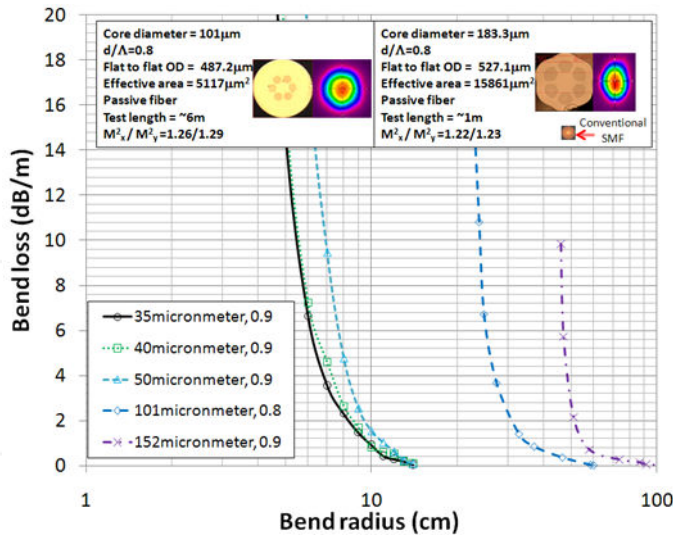 Core diameter = 101µm
d/Λ=0.8
Flat to flat OD = 487.2µm
Effective area = 5117µm²
Passive fiber
Test length = ~6m
M²ₓ/ M²ᵧ=1.26/1.29
Core diameter = 183.3µm
d/Λ=0.8
Flat to flat OD = 527.1µm
Effective area = 15861µm²
Passive fiber
Test length = ~1m
M²ₓ/ M²ᵧ=1.22/1.23
Conventional
SMF
Bend loss (dB/m)
20
18
16
14
12
10
8
6
4
2
0
35micronmeter, 0.9
40micronmeter, 0.9
50micronmeter, 0.9
101micronmeter, 0.8
152micronmeter, 0.9
1
10
100
Bend radius (cm)